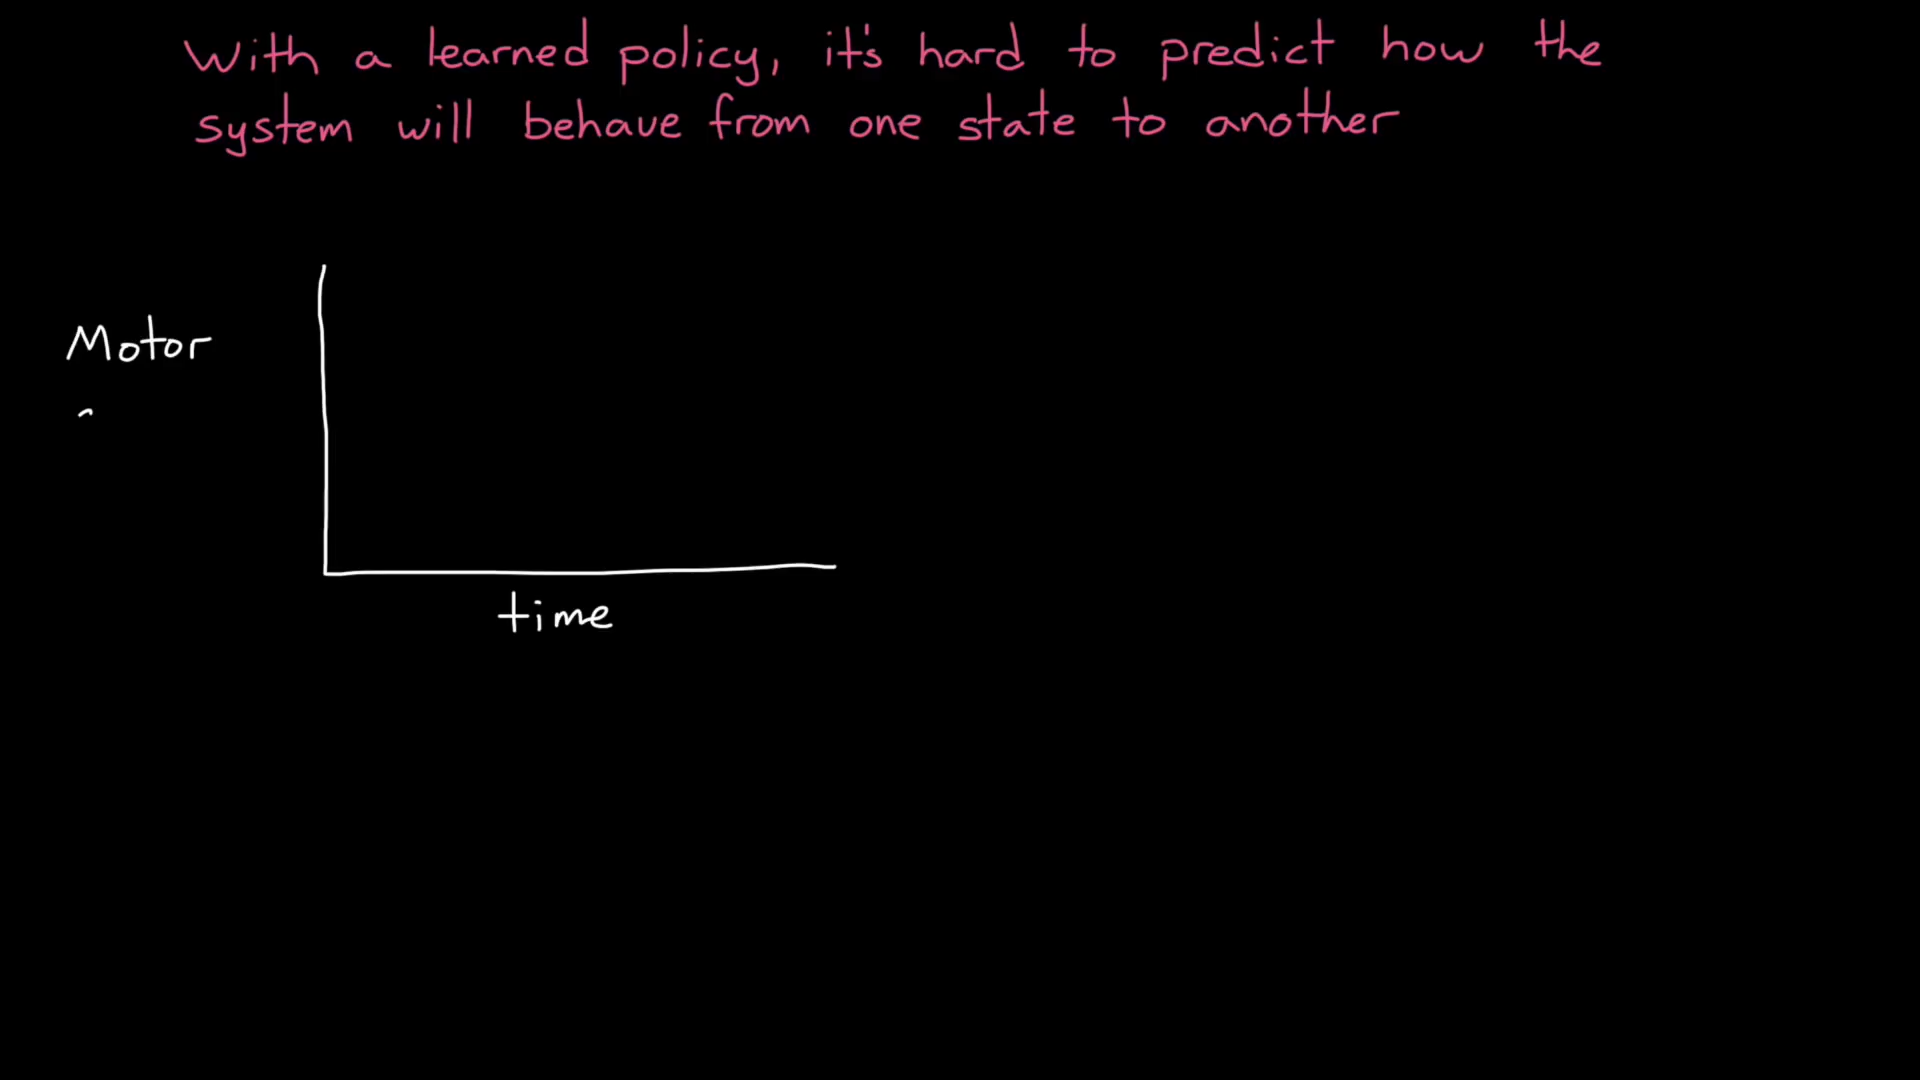 With a learned policy, it's hard to predict how the
system will behave from one state to another
Motor
time